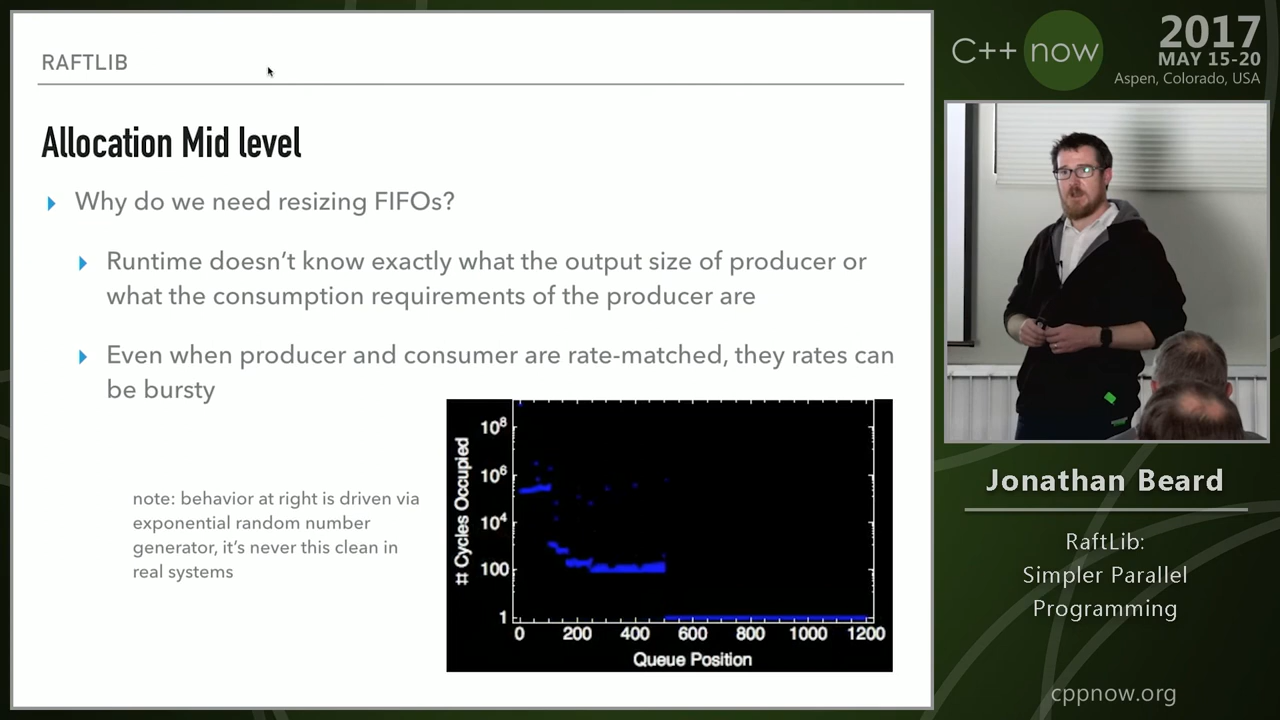 RAFTLIB
Allocation Mid level
Why do we need resizing FIFOs?
Runtime doesn't know exactly what the output size of producer or
what the consumption requirements of the producer are
Even when producer and consumer are rate-matched, they rates can
be bursty
note: behavior at right is driven via
exponential random number
generator, it's never this clean in
real systems
# Cycles Occupied
10⁸
10⁶
10⁴
100
1
0 200 400 600 800 1000 1200
Queue Position
C++ now
2017
MAY 15-20
Aspen, Colorado, USA
Jonathan Beard
RaftLib:
Simpler Parallel
Programming
cppnow.org